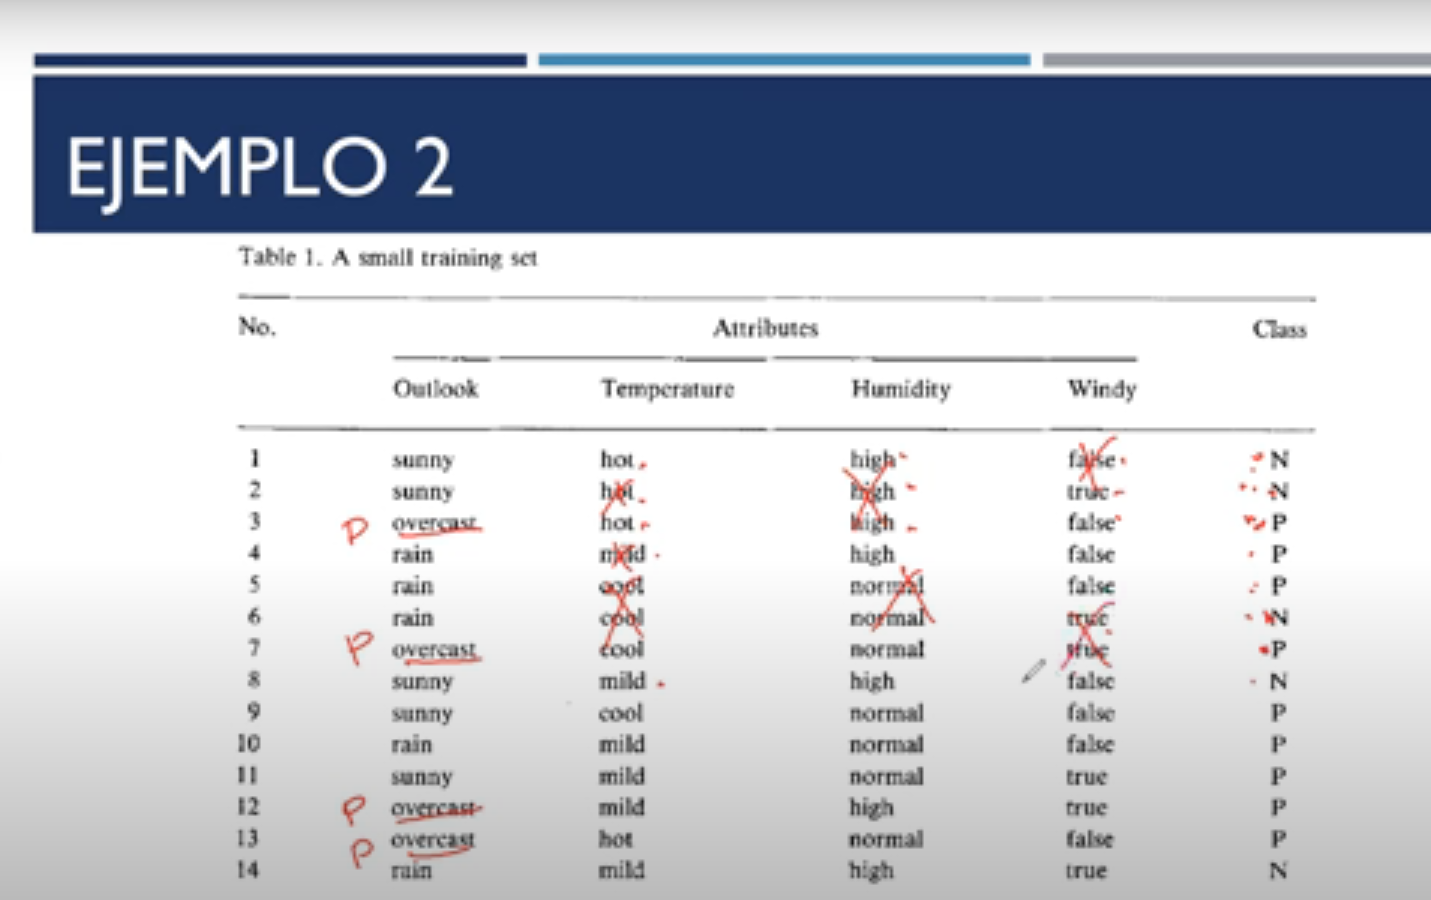 EJEMPLO 2
Table 1. A small training set
No. Attributes Class
Outlook Temperature Humidity Windy
1 sunny hot high false N
2 sunny hot high true N
P 3 overcast hot high false P
4 rain mild high false P
5 rain cool normal false P
6 rain cool normal true N
P 7 overcast cool normal true P
8 sunny mild high false N
9 sunny cool normal false P
10 rain mild normal false P
11 sunny mild normal true P
12 P overcast mild high true P
13 P overcast hot normal false P
14 rain mild high true N